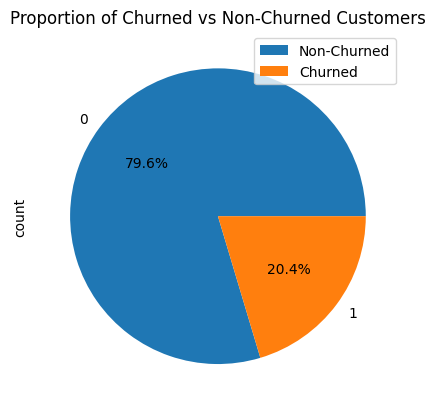 Proportion of Churned vs Non-Churned Customers
Non-Churned
Churned
0
79.6%
count
20.4%
1